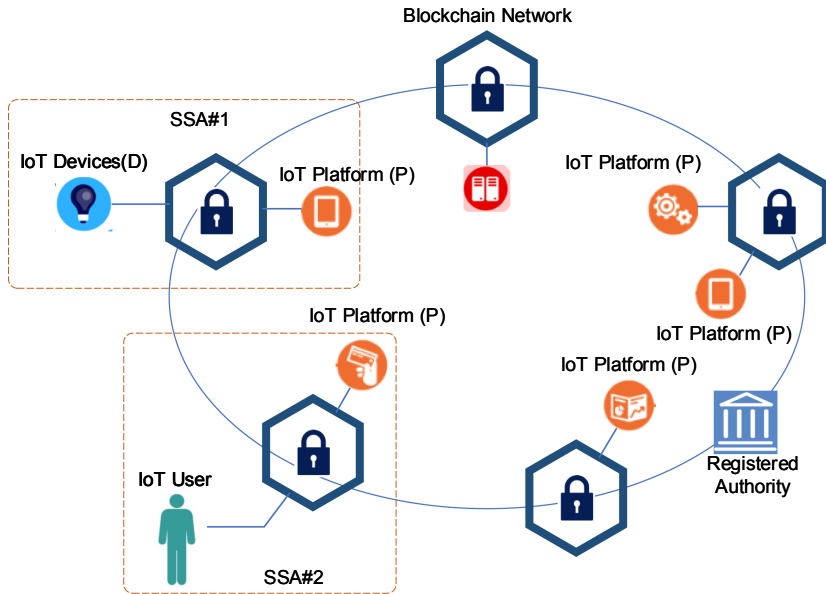 Blockchain Network
SSA#1
IoT Devices(D)
IoT Platform (P)
IoT Platform (P)
IoT Platform (P)
IoT Platform (P)
IoT Platform (P)
IoT User
Registered
Authority
SSA#2